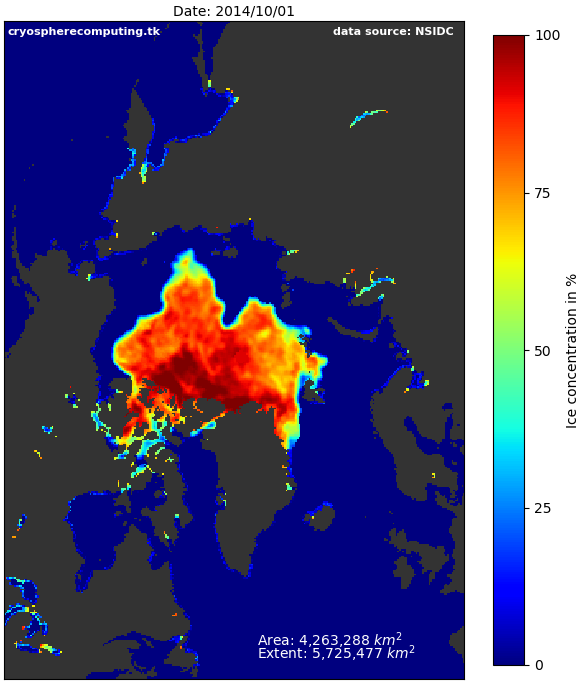 Date: 2014/10/01
cryospherecomputing.tk data source: NSIDC
100
75
50
25
0
Ice concentration in %
Area: 4,263,288 km²
Extent: 5,725,477 km²